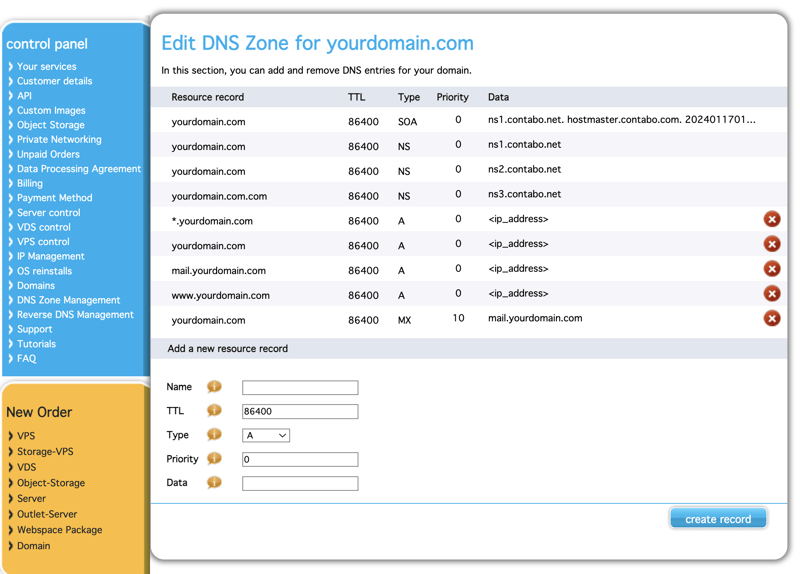 control panel
Your services
Customer details
API
Custom Images
Object Storage
Private Networking
Unpaid Orders
Data Processing Agreement
Billing
Payment Method
Server control
VDS control
VPS control
IP Management
OS reinstalls
Domains
DNS Zone Management
Reverse DNS Management
Support
Tutorials
FAQ
New Order
VPS
Storage-VPS
VDS
Object-Storage
Server
Outlet-Server
Webspace Package
Domain
Edit DNS Zone for yourdomain.com
In this section, you can add and remove DNS entries for your domain.
Resource record TTL Type Priority Data
yourdomain.com 86400 SOA 0 ns1.contabo.net. hostmaster.contabo.com. 2024011701...
yourdomain.com 86400 NS 0 ns1.contabo.net
yourdomain.com 86400 NS 0 ns2.contabo.net
yourdomain.com.com 86400 NS 0 ns3.contabo.net
*.yourdomain.com 86400 A 0 <ip_address>
yourdomain.com 86400 A 0 <ip_address>
mail.yourdomain.com 86400 A 0 <ip_address>
www.yourdomain.com 86400 A 0 <ip_address>
yourdomain.com 86400 MX 10 mail.yourdomain.com
Add a new resource record
Name
TTL 86400
Type A
Priority 0
Data
create record